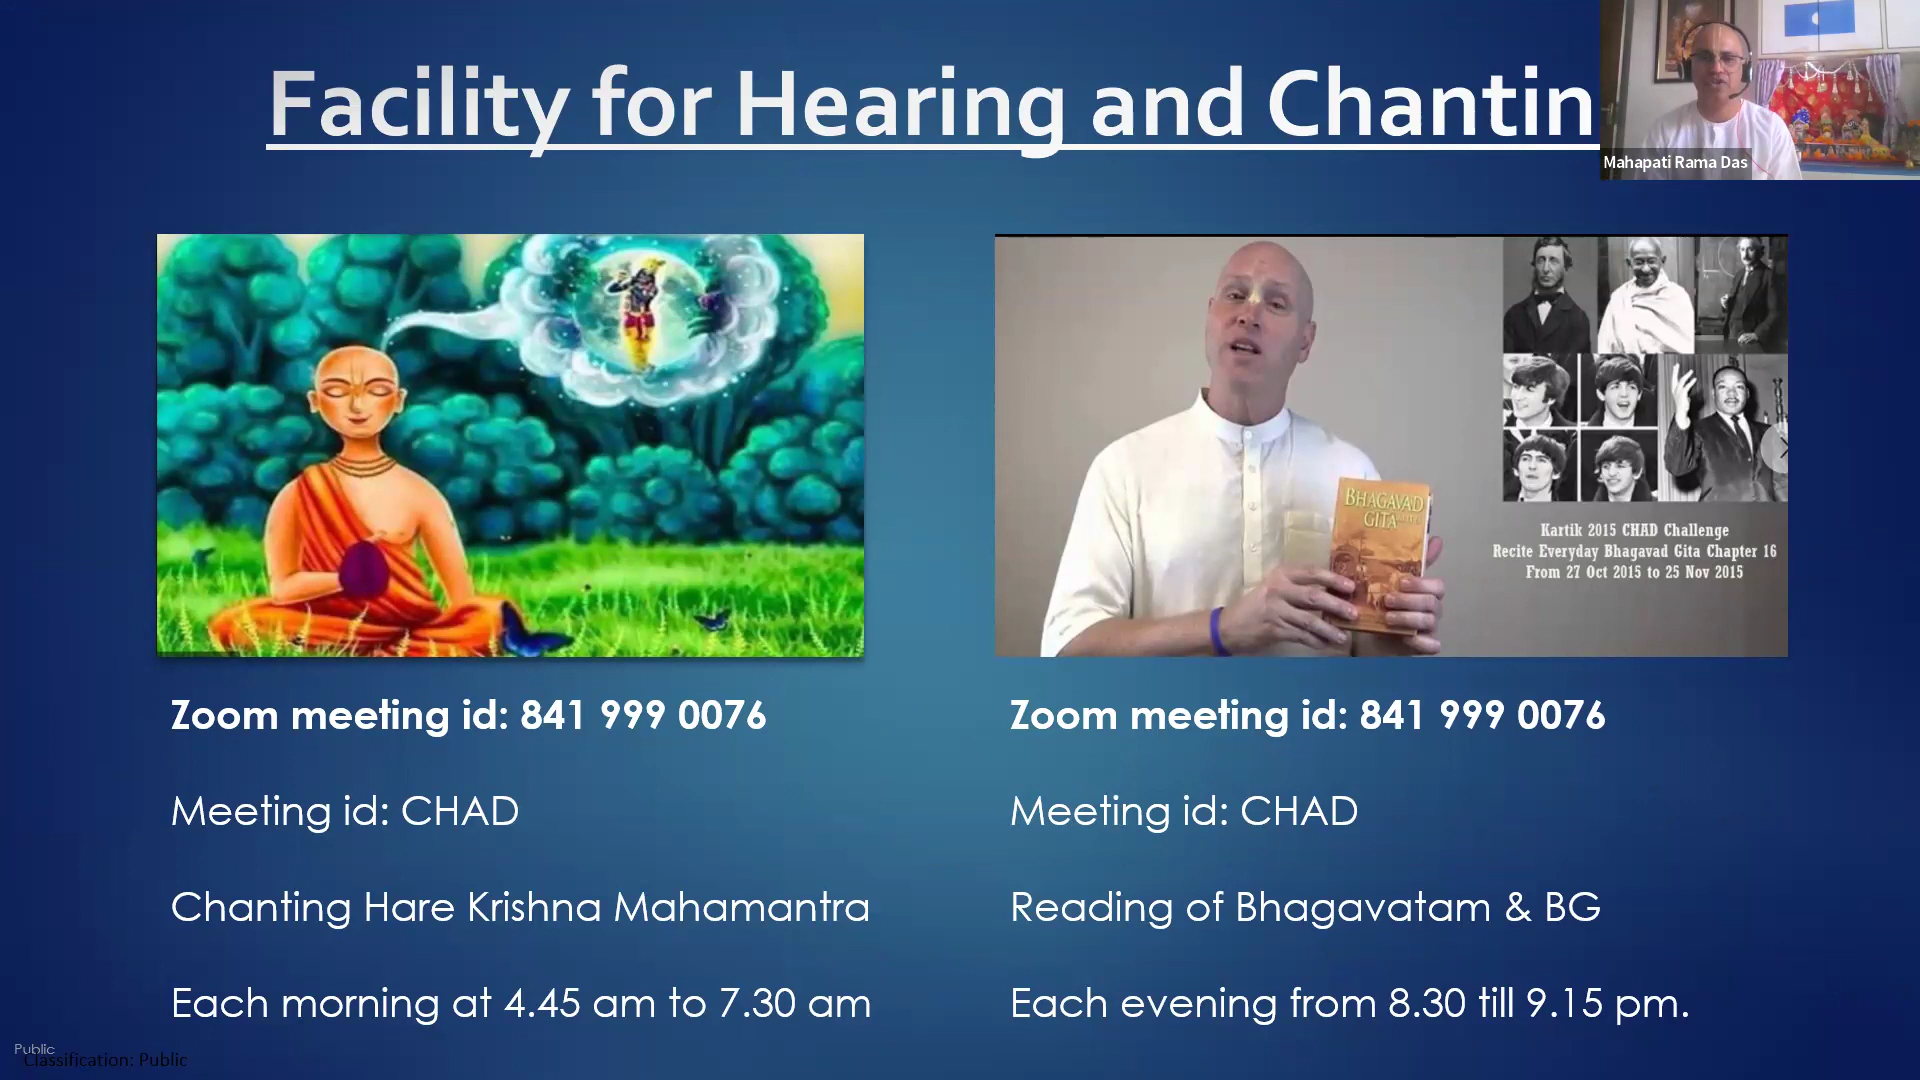 Facility for Hearing and Chantin
Mahapati Rama Das
BHAGAVAD
GITA
Kartik 2015 CHAD Challenge
Recite Everyday Bhagavad Gita Chapter 16
From 27 Oct 2015 to 25 Nov 2015
Zoom meeting id: 841 999 0076
Meeting id: CHAD
Chanting Hare Krishna Mahamantra
Each morning at 4.45 am to 7.30 am
Zoom meeting id: 841 999 0076
Meeting id: CHAD
Reading of Bhagavatam & BG
Each evening from 8.30 till 9.15 pm.
Public
Classification: Public